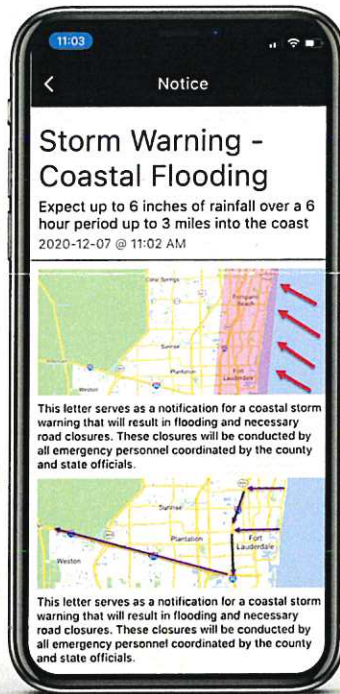 11:03
Notice
Storm Warning -
Coastal Flooding
Expect up to 6 inches of rainfall over a 6
hour period up to 3 miles into the coast
2020-12-07 @ 11:02 AM
Coral Springs
Pompano
Beach
Sunrise
Plantation
Fort
Lauderdale
Weston
This letter serves as a notification for a coastal storm
warning that will result in flooding and necessary
road closures. These closures will be conducted by
all emergency personnel coordinated by the county
and state officials.
Sunrise
Plantation
Fort
Lauderdale
Weston
This letter serves as a notification for a coastal storm
warning that will result in flooding and necessary
road closures. These closures will be conducted by
all emergency personnel coordinated by the county
and state officials.